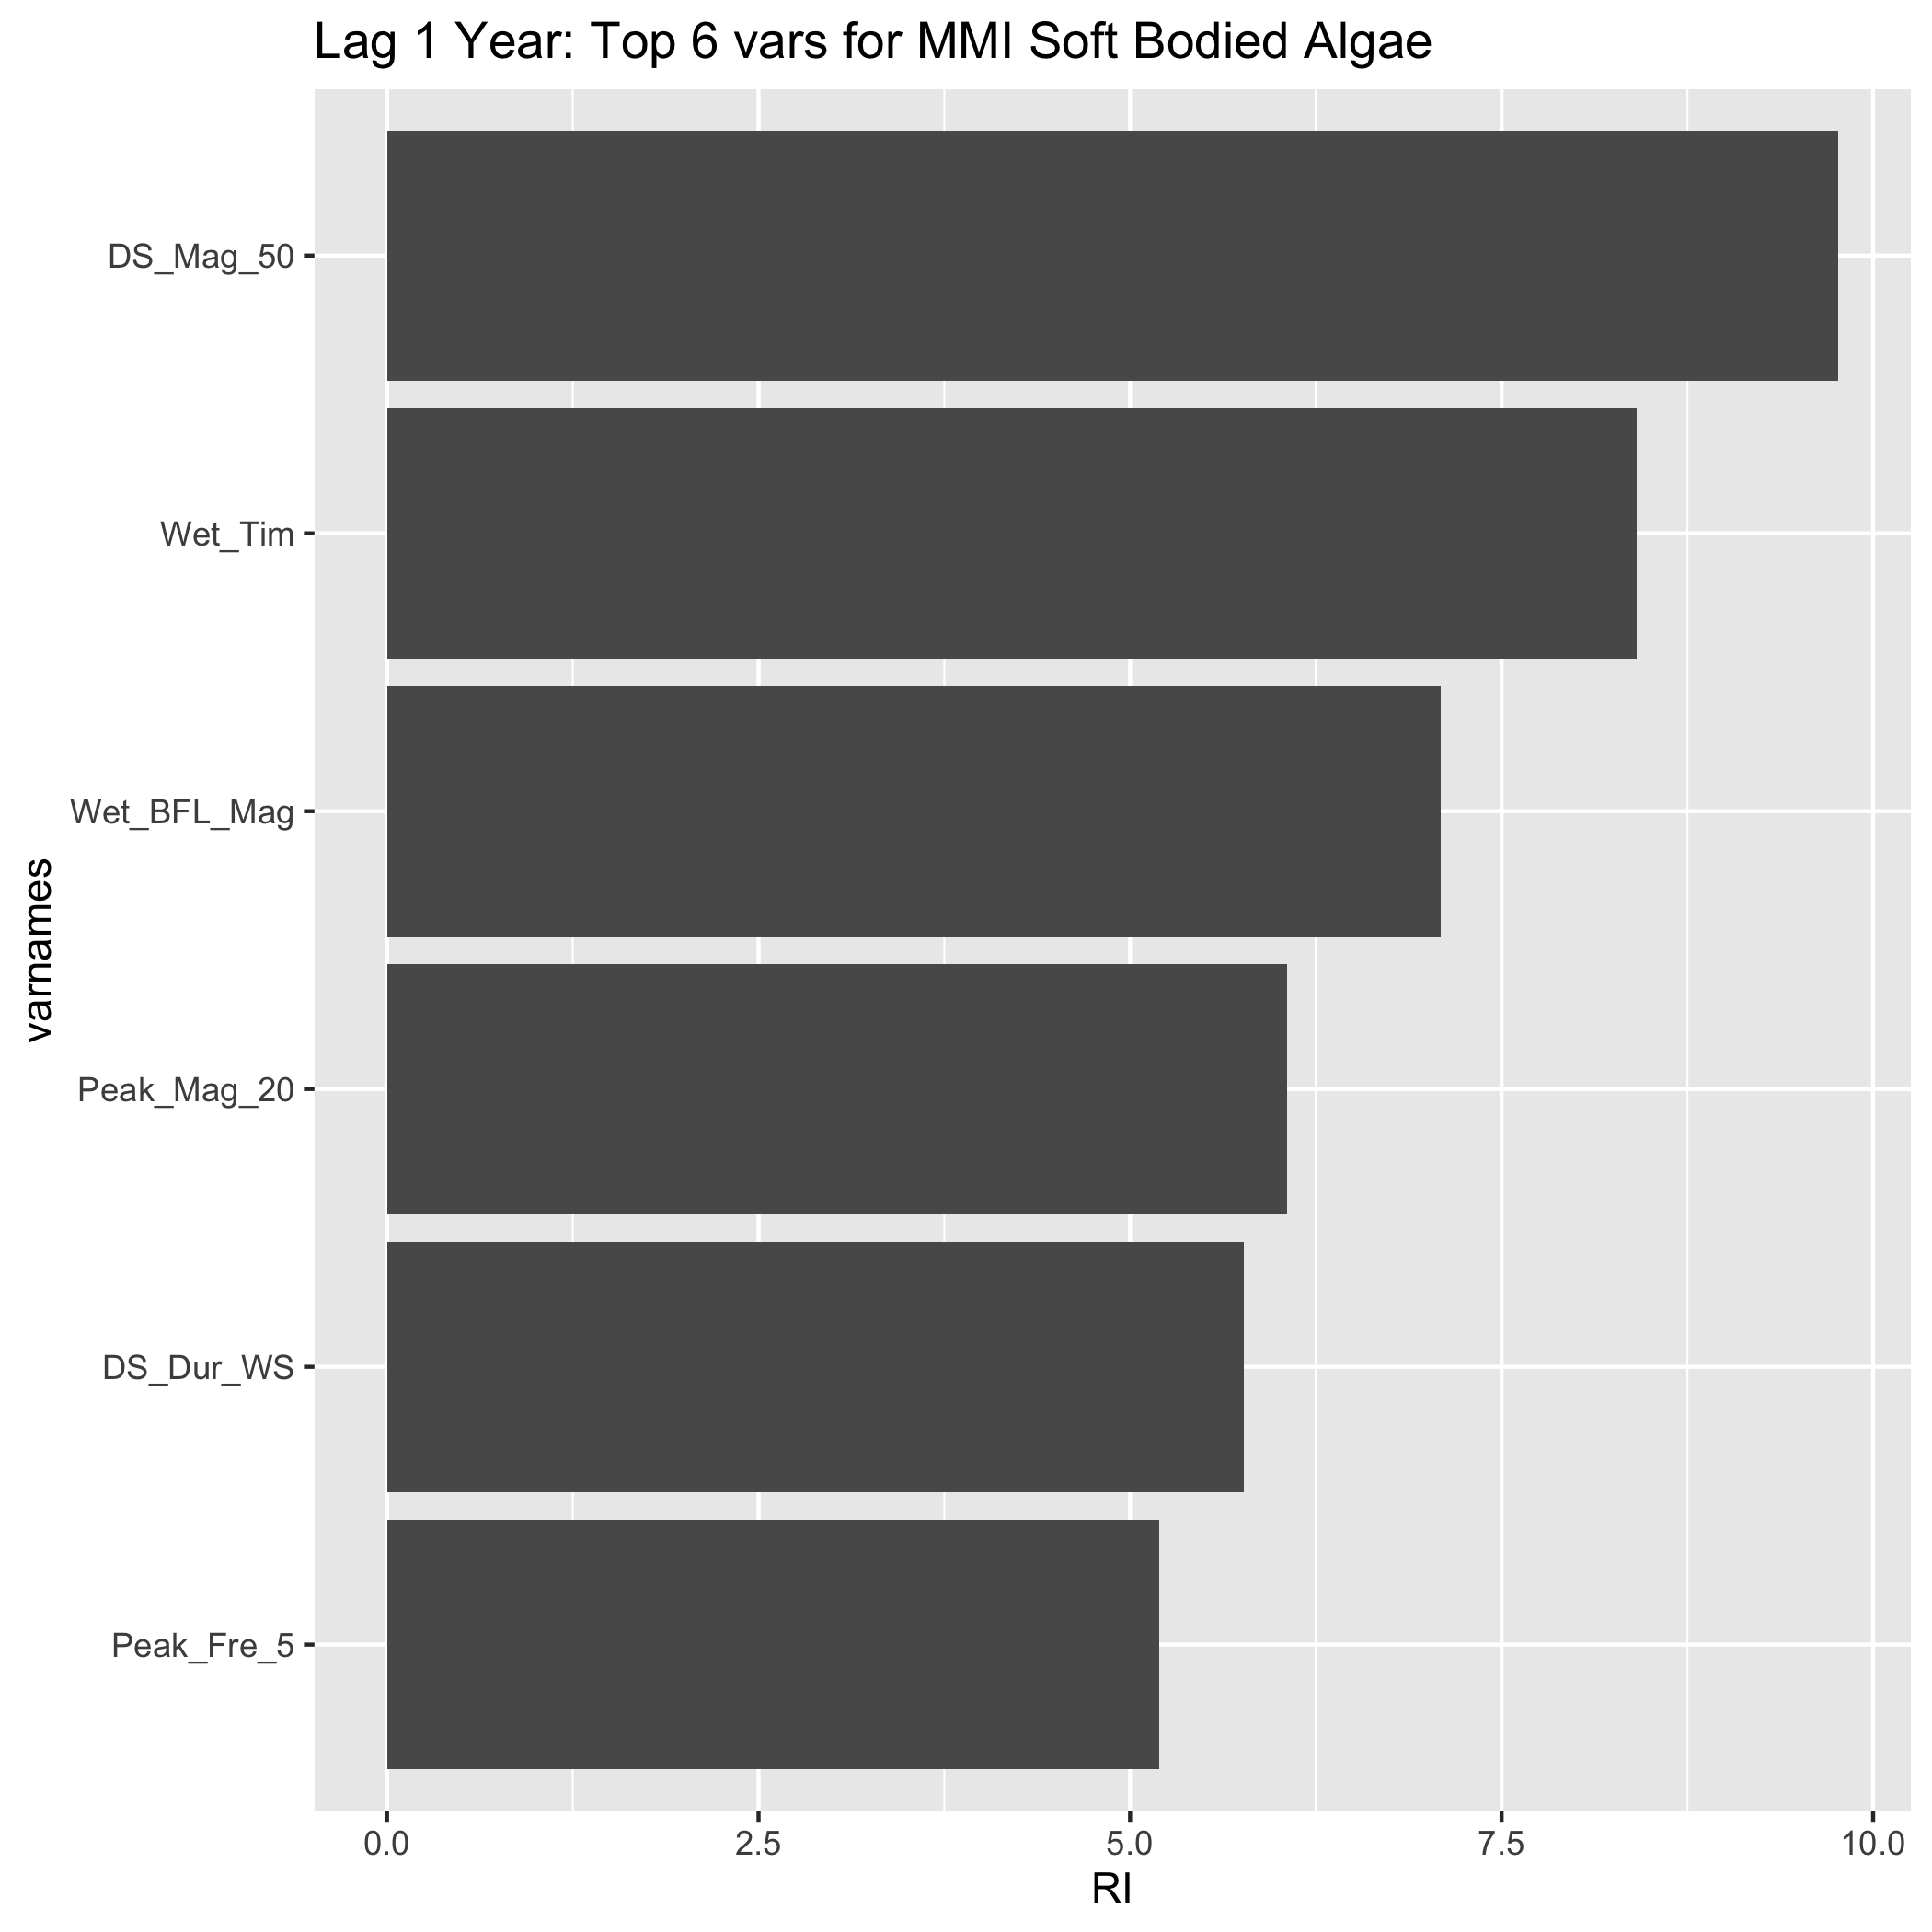 Lag 1 Year: Top 6 vars for MMI Soft Bodied Algae
varnames
DS_Mag_50
Wet_Tim
Wet_BFL_Mag
Peak_Mag_20
DS_Dur_WS
Peak_Fre_5
0.0 2.5 5.0 7.5 10.0
RI